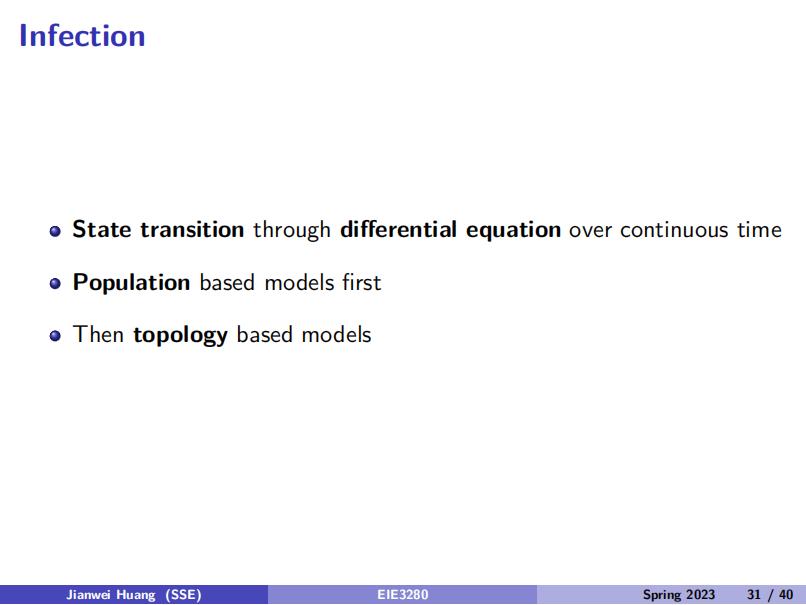 Infection
State transition through differential equation over continuous time
Population based models first
Then topology based models
Jianwei Huang (SSE) EIE3280 Spring 2023 31 / 40